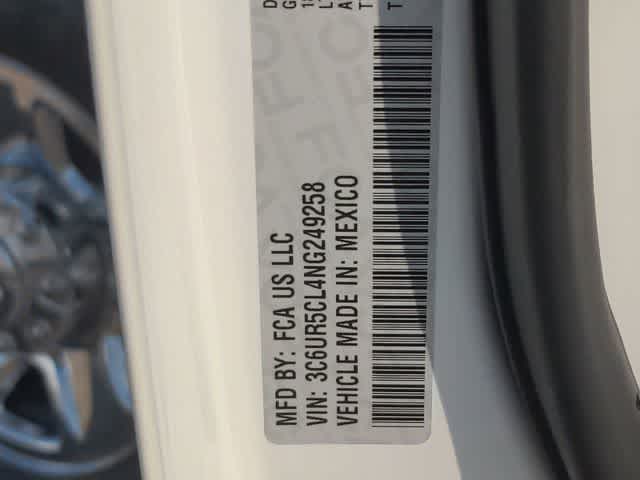 MFD BY: FCA US LLC
VIN: 3C6UR5CL4NG249258
VEHICLE MADE IN: MEXICO